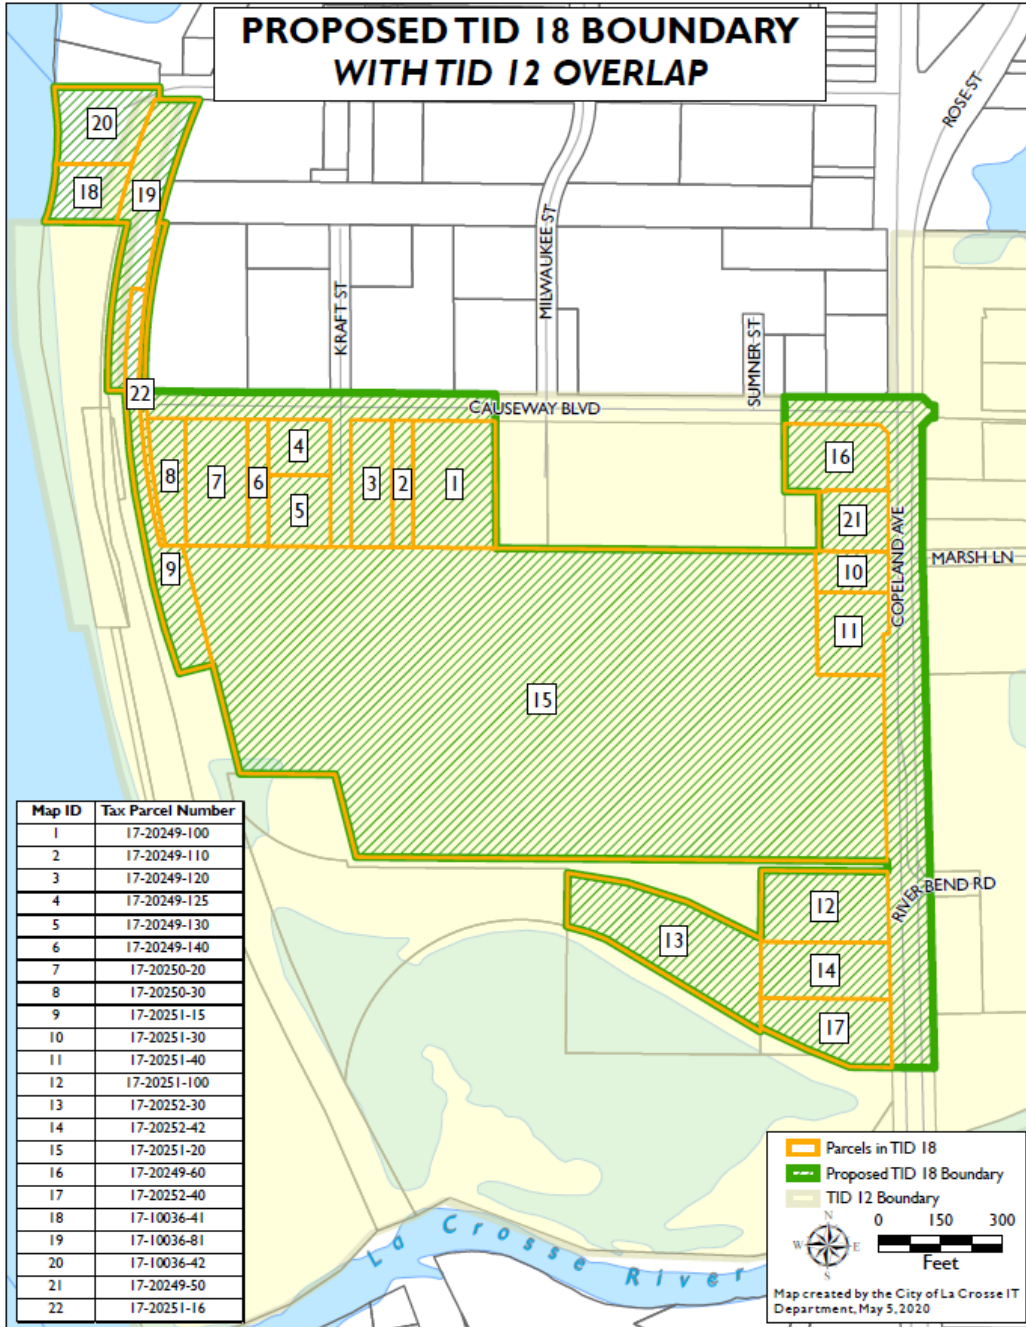 PROPOSED TID 18 BOUNDARY
WITH TID 12 OVERLAP
ROSE ST
20
18
19
MILWAUKEE ST
KRAFT ST
SUMNER ST
22
CAUSEWAY BLVD
4
16
8
7
6
3
2
1
5
21
COPELAND AVE
MARSH LN
9
10
11
15
RIVER BEND RD
12
13
14
17
Map ID Tax Parcel Number
1 17-20249-100
2 17-20249-110
3 17-20249-120
4 17-20249-125
5 17-20249-130
6 17-20249-140
7 17-20250-20
8 17-20250-30
9 17-20251-15
10 17-20251-30
11 17-20251-40
12 17-20251-100
13 17-20252-30
14 17-20252-42
15 17-20251-20
16 17-20249-60
17 17-20252-40
18 17-10036-41
19 17-10036-81
20 17-10036-42
21 17-20249-50
22 17-20251-16
La Crosse River
Parcels in TID 18
Proposed TID 18 Boundary
TID 12 Boundary
N
W E
S
0 150 300
Feet
Map created by the City of La Crosse IT
Department, May 5, 2020